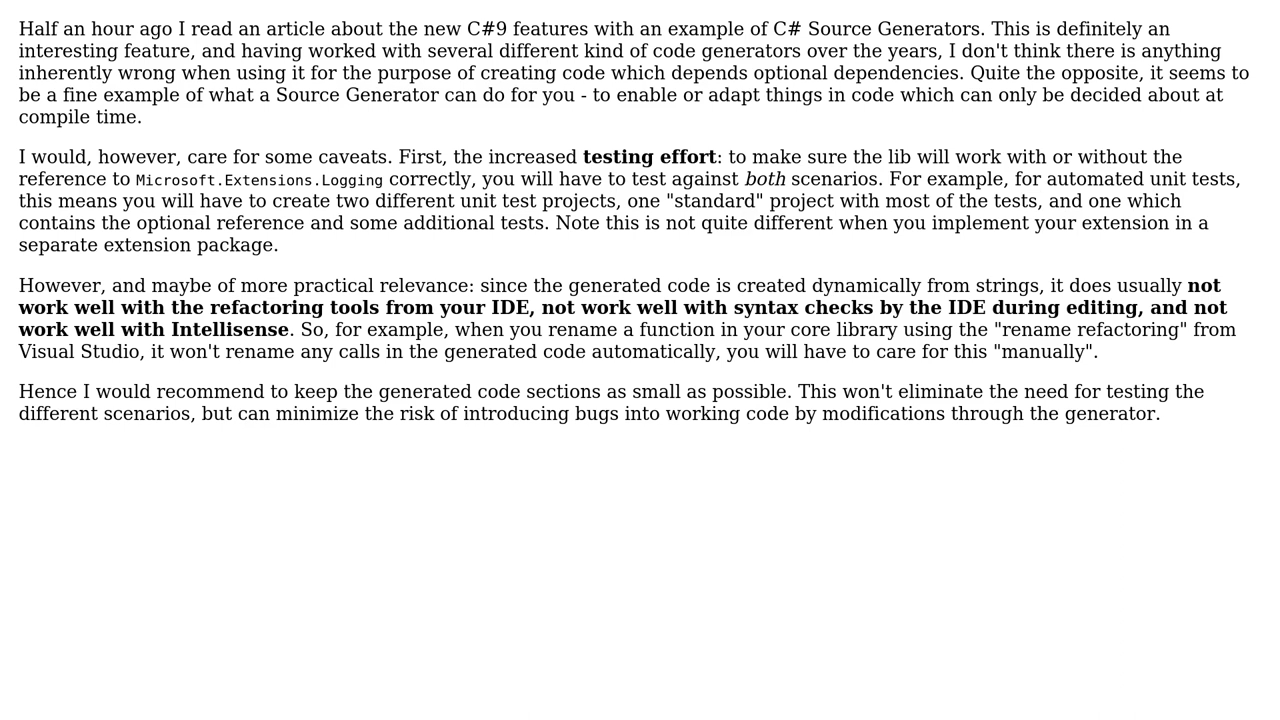 Half an hour ago I read an article about the new C#9 features with an example of C# Source Generators. This is definitely an
interesting feature, and having worked with several different kind of code generators over the years, I don't think there is anything
inherently wrong when using it for the purpose of creating code which depends optional dependencies. Quite the opposite, it seems to
be a fine example of what a Source Generator can do for you - to enable or adapt things in code which can only be decided about at
compile time.
I would, however, care for some caveats. First, the increased testing effort: to make sure the lib will work with or without the
reference to Microsoft.Extensions.Logging correctly, you will have to test against both scenarios. For example, for automated unit tests,
this means you will have to create two different unit test projects, one "standard" project with most of the tests, and one which
contains the optional reference and some additional tests. Note this is not quite different when you implement your extension in a
separate extension package.
However, and maybe of more practical relevance: since the generated code is created dynamically from strings, it does usually not
work well with the refactoring tools from your IDE, not work well with syntax checks by the IDE during editing, and not
work well with Intellisense. So, for example, when you rename a function in your core library using the "rename refactoring" from
Visual Studio, it won't rename any calls in the generated code automatically, you will have to care for this "manually".
Hence I would recommend to keep the generated code sections as small as possible. This won't eliminate the need for testing the
different scenarios, but can minimize the risk of introducing bugs into working code by modifications through the generator.